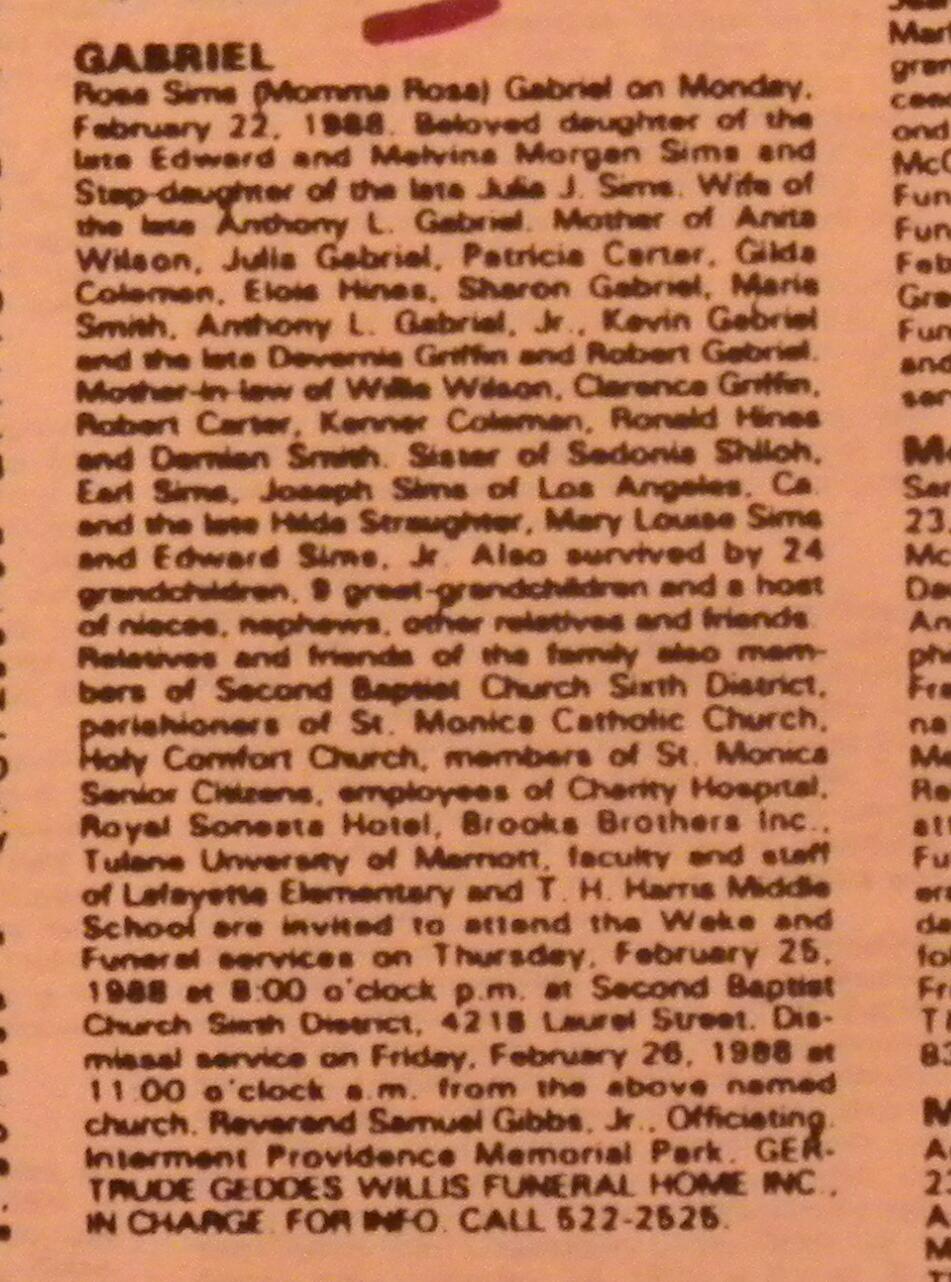 GABRIEL
Rosa Sims (Momma Rosa) Gabriel on Monday,
February 22, 1988. Beloved daughter of the
late Edward and Melvina Morgan Sims and
Step-daughter of the late Julia J. Sims. Wife of
the late Anthony L. Gabriel. Mother of Anita
Wilson, Julia Gabriel, Patricia Carter, Gilda
Coleman, Elois Hines, Sharon Gabriel, Maria
Smith, Anthony L. Gabriel, Jr., Kevin Gabriel
and the late Devernia Griffin and Robert Gabriel.
Mother-in-law of Willie Wilson, Clarence Griffin,
Robert Carter, Kenner Coleman, Ronald Hines
and Damian Smith. Sister of Sedonia Shiloh,
Earl Sims, Joseph Sims of Los Angeles, Ca.
and the late Hilda Straughter, Mary Louise Sims
and Edward Sims, Jr. Also survived by 24
grandchildren, 9 great-grandchildren and a host
of nieces, nephews, other relatives and friends.
Relatives and friends of the family also mem-
bers of Second Baptist Church Sixth District,
parishioners of St. Monica Catholic Church,
Holy Comfort Church, members of St. Monica
Senior Citizens, employees of Charity Hospital,
Royal Sonesta Hotel, Brooks Brothers Inc.,
Tulane Unversity of Marriott, faculty and staff
of Lafayette Elementary and T. H. Harris Middle
School are invited to attend the Wake and
Funeral services on Thursday, February 25,
1988 at 8:00 o'clock p.m. at Second Baptist
Church Sixth District, 4218 Laurel Street. Dis-
missal service on Friday, February 26, 1988 at
11:00 o'clock a.m. from the above named
church. Reverend Samuel Gibbs, Jr., Officiating.
Interment Providence Memorial Park. GER-
TRUDE GEDDES WILLIS FUNERAL HOME INC.,
IN CHARGE. FOR INFO. CALL 522-2525.